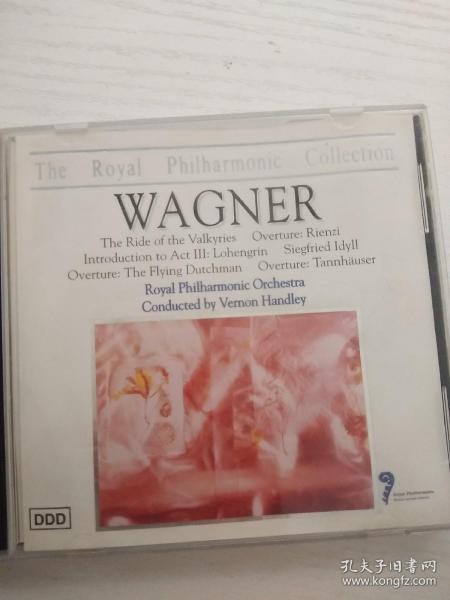 The Royal Philharmonic Collection
WAGNER
The Ride of the Valkyries Overture: Rienzi
Introduction to Act III: Lohengrin Siegfried Idyll
Overture: The Flying Dutchman Overture: Tannhäuser
Royal Philharmonic Orchestra
Conducted by Vernon Handley
DDD
孔夫子旧书网
www.kongfz.com